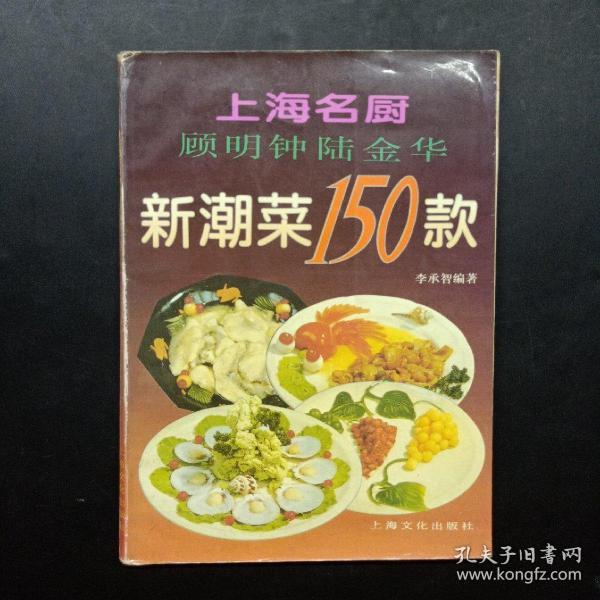 上海名厨
顾明钟陆金华
新潮菜150款
李承智编著
上海文化出版社
孔夫子旧书网
www.kongfz.com